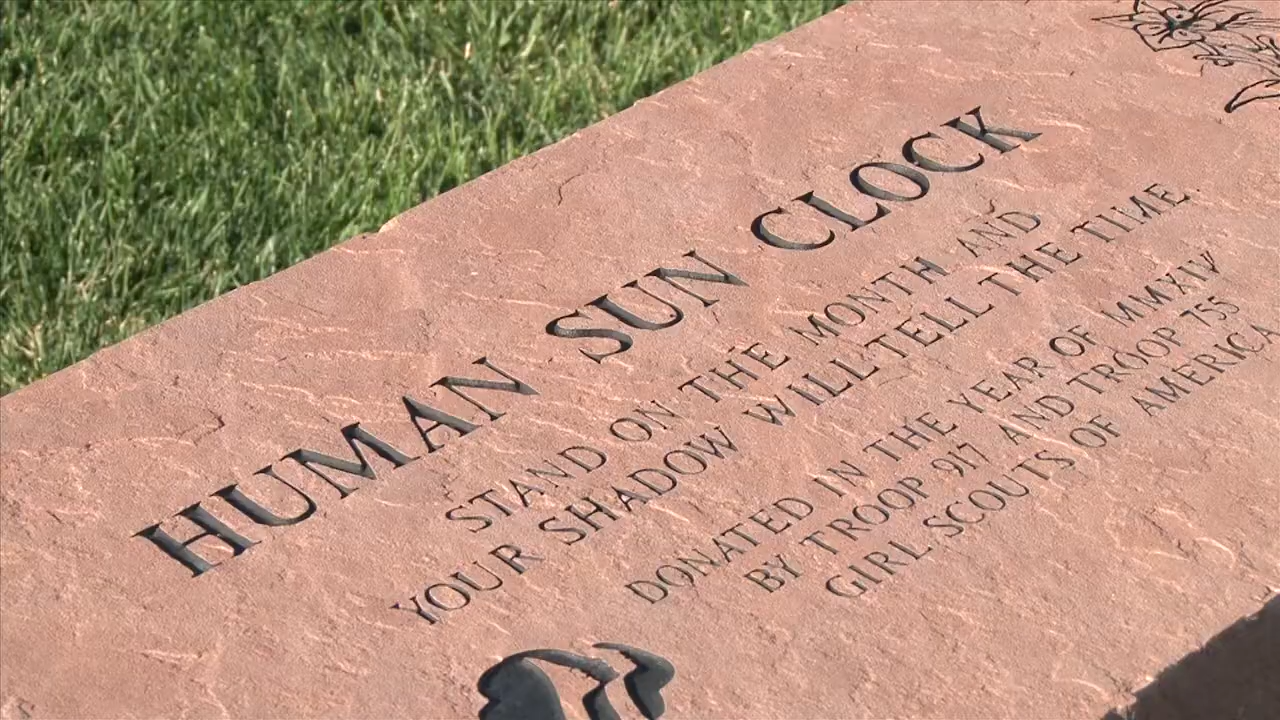 HUMAN SUN CLOCK
STAND ON THE MONTH AND
YOUR SHADOW WILL TELL THE TIME.
DONATED IN THE YEAR OF MMXIV
BY TROOP 917 AND TROOP 755
GIRL SCOUTS OF AMERICA